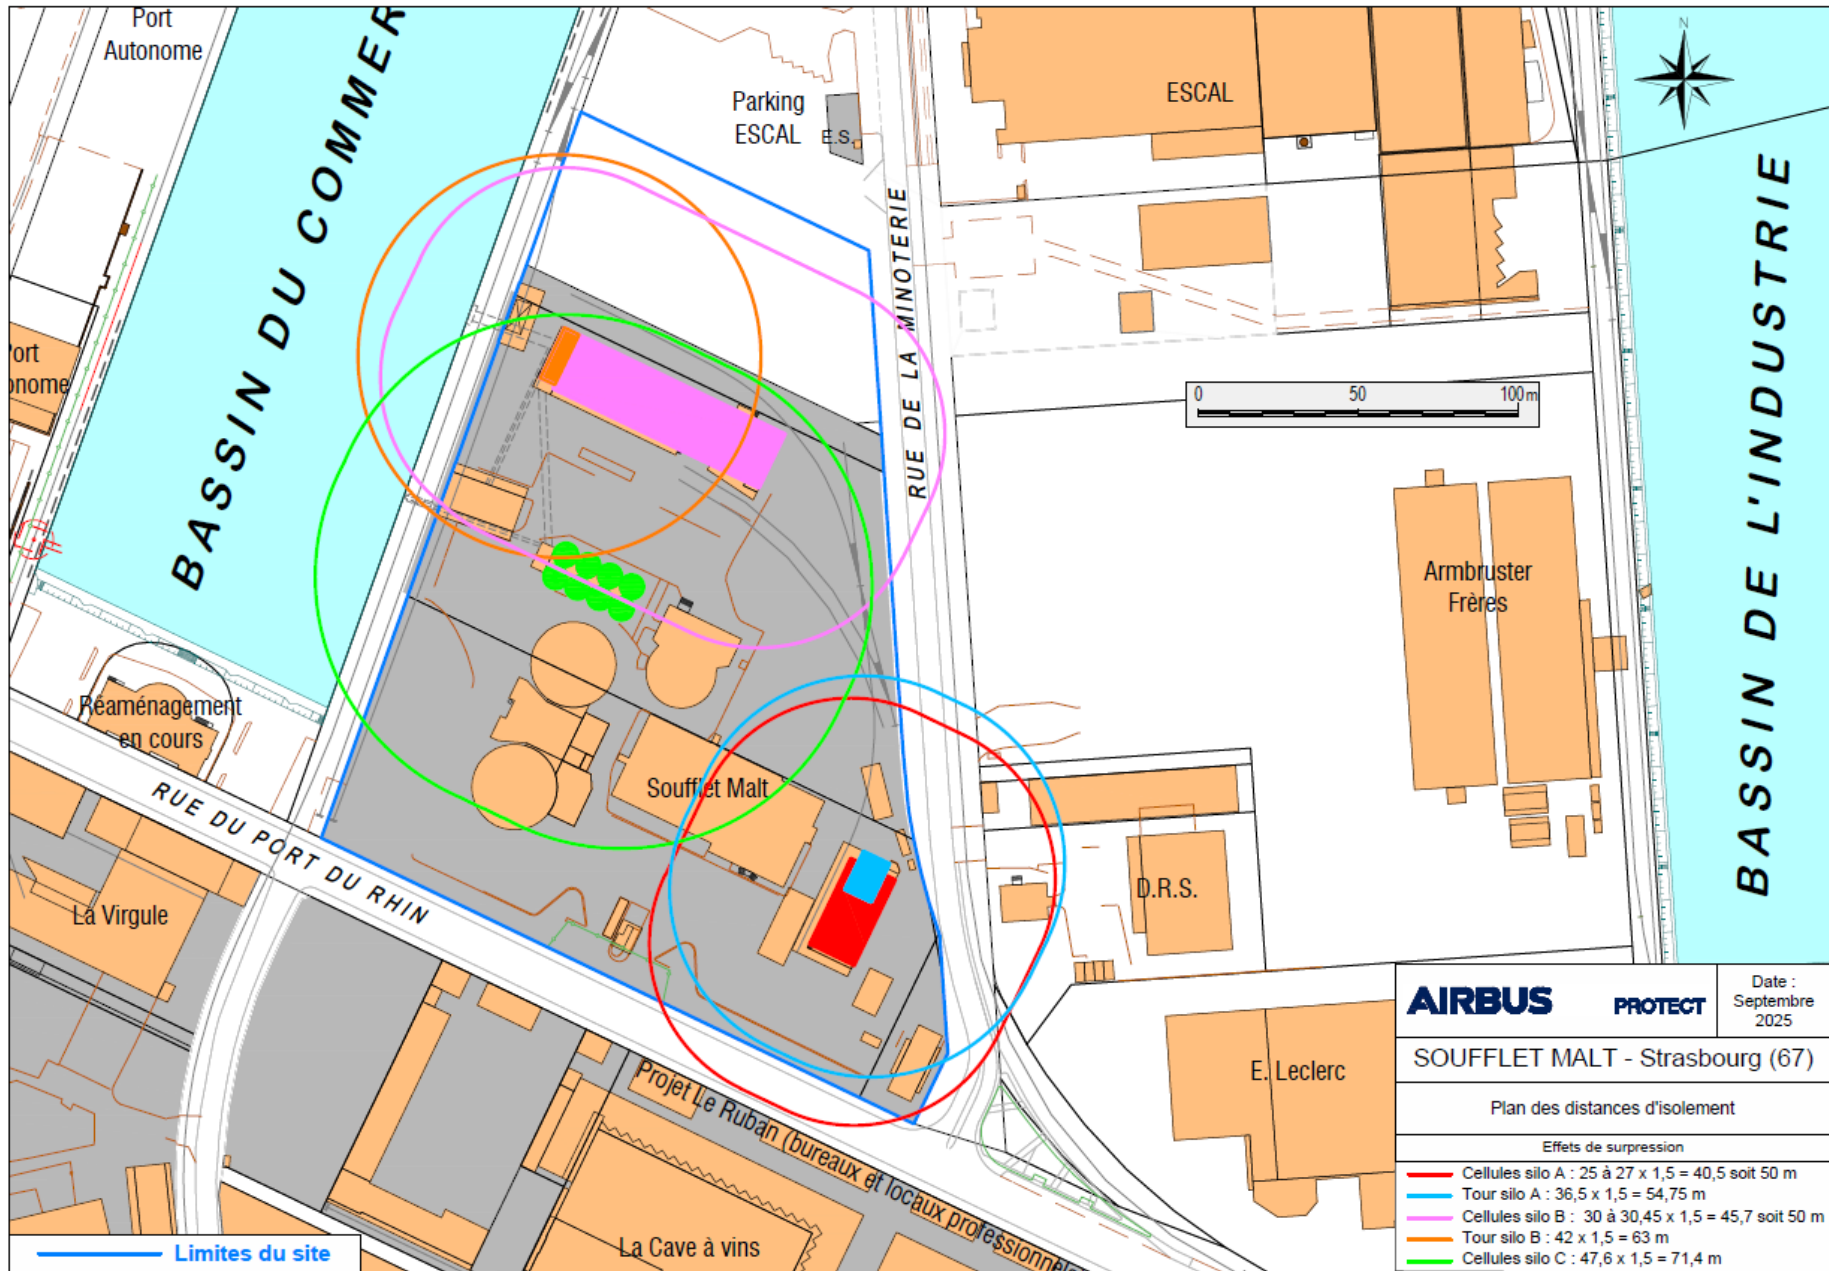 Port
Autonome
BASSIN DU COMMER
Parking
ESCAL
E.S.
ESCAL
N
RUE DE LA MINOTERIE
BASSIN DE L'INDUSTRIE
Port
onome
0 50 100 m
Armbruster
Frères
Réaménagement
en cours
Soufflet Malt
RUE DU PORT DU RHIN
La Virgule
D.R.S.
E. Leclerc
Projet Le Ruban (bureaux et locaux professionnels
La Cave à vins
Limites du site
AIRBUS PROTECT
Date :
Septembre
2025
SOUFFLET MALT - Strasbourg (67)
Plan des distances d'isolement
Effets de surpression
Cellules silo A : 25 à 27 x 1,5 = 40,5 soit 50 m
Tour silo A : 36,5 x 1,5 = 54,75 m
Cellules silo B : 30 à 30,45 x 1,5 = 45,7 soit 50 m
Tour silo B : 42 x 1,5 = 63 m
Cellules silo C : 47,6 x 1,5 = 71,4 m